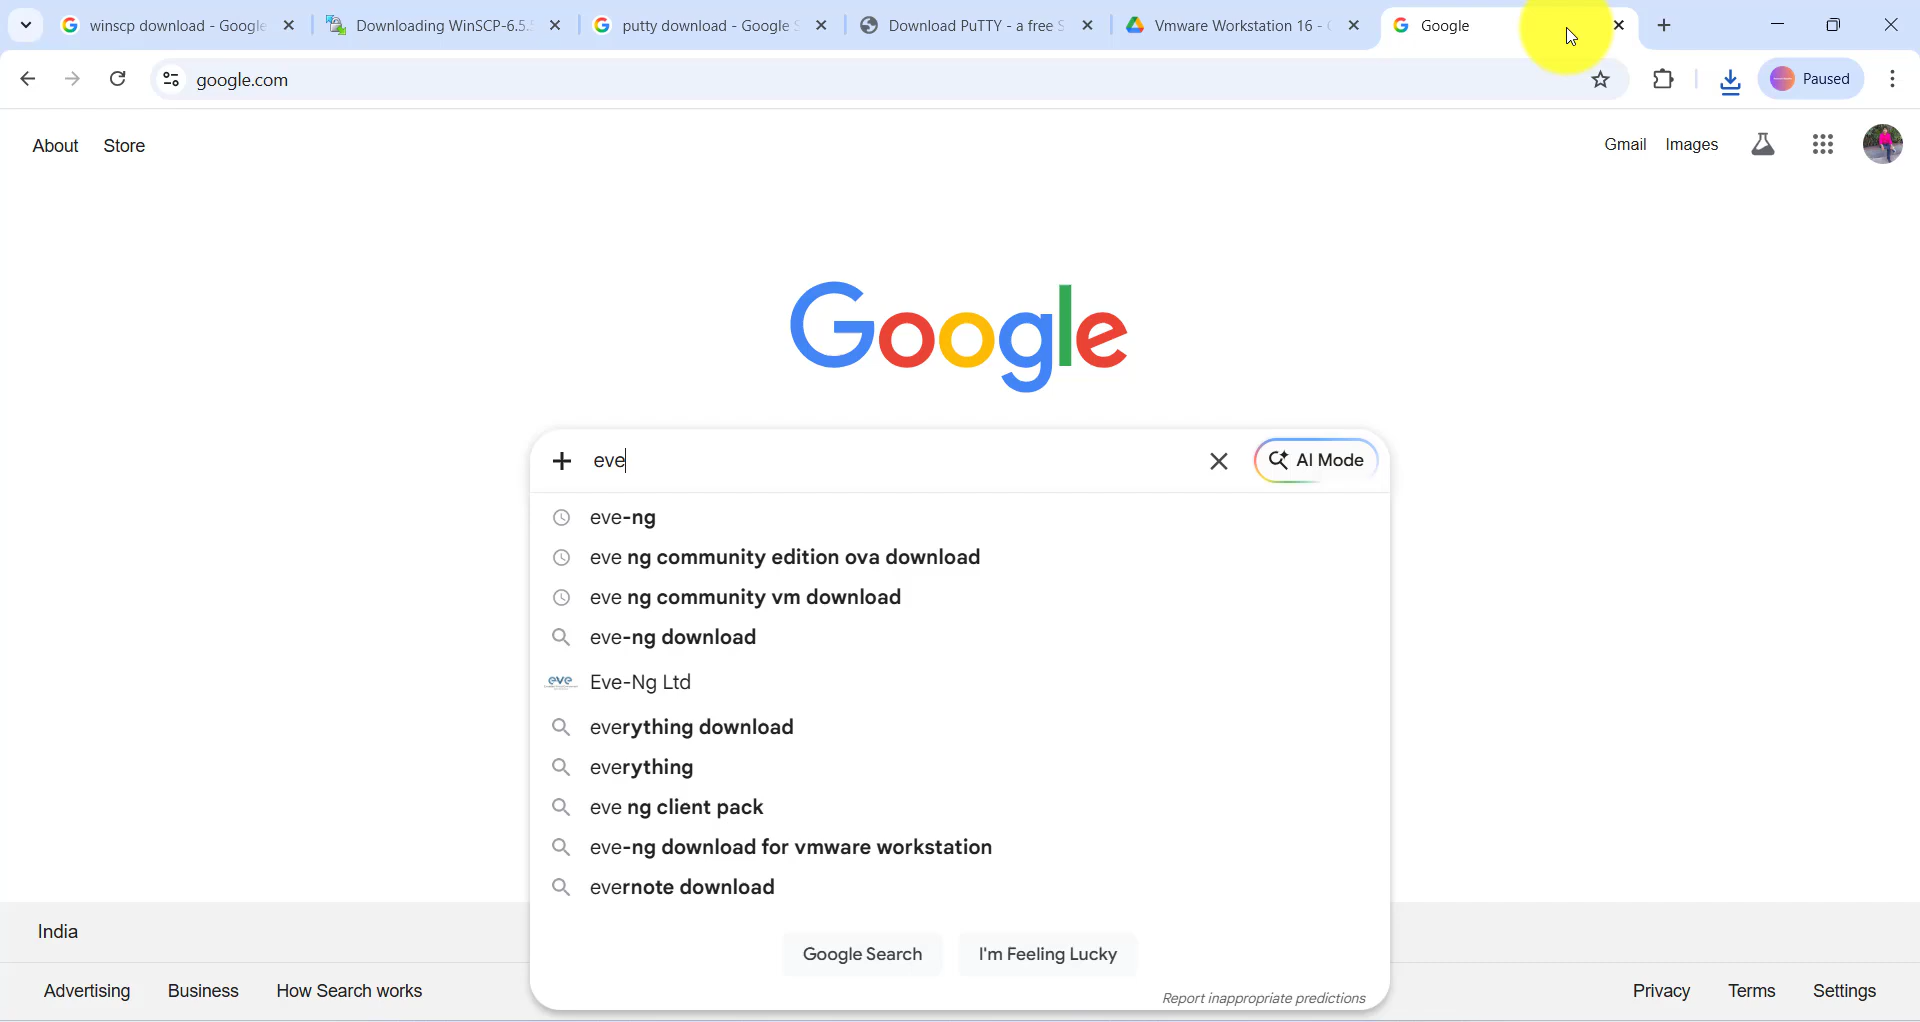 winscp download - Google
Downloading WinSCP-6.5.
putty download - Google
Download PuTTY - a free
Vmware Workstation 16 -
Google
google.com
Paused
About Store
Gmail Images
Google
eve
AI Mode
eve-ng
eve ng community edition ova download
eve ng community vm download
eve-ng download
eve
Eve-Ng Ltd
everything download
everything
eve ng client pack
eve-ng download for vmware workstation
evernote download
Google Search I'm Feeling Lucky
Report inappropriate predictions
India
Advertising Business How Search works
Privacy Terms Settings